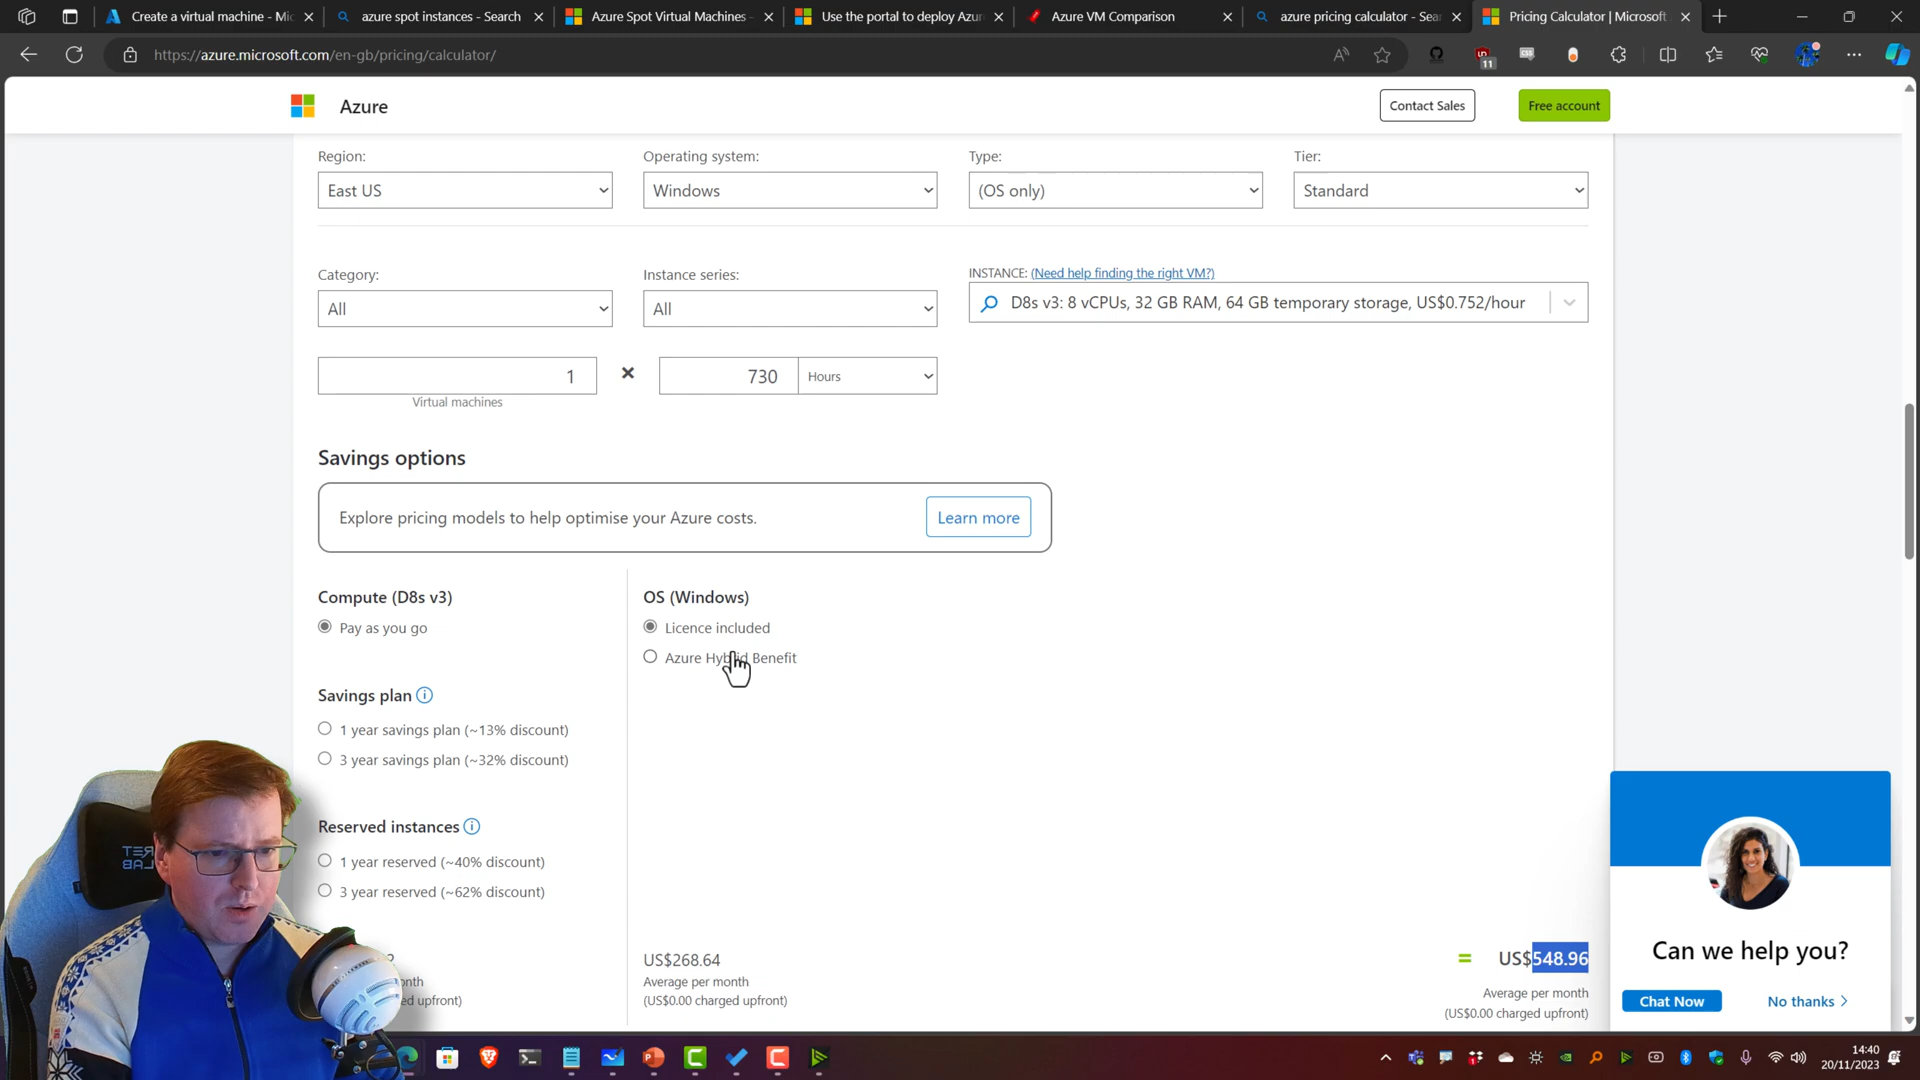 Create a virtual machine - Mic
azure spot instances - Search
Azure Spot Virtual Machines -
Use the portal to deploy Azur
Azure VM Comparison
azure pricing calculator - Sear
Pricing Calculator | Microsoft
https://azure.microsoft.com/en-gb/pricing/calculator/
11
Azure
Contact Sales
Free account
Region:
Operating system:
Type:
Tier:
East US
Windows
(OS only)
Standard
Category:
Instance series:
INSTANCE: (Need help finding the right VM?)
All
All
D8s v3: 8 vCPUs, 32 GB RAM, 64 GB temporary storage, US$0.752/hour
1
×
730
Hours
Virtual machines
Savings options
Explore pricing models to help optimise your Azure costs.
Learn more
Compute (D8s v3)
OS (Windows)
Pay as you go
Licence included
Azure Hybrid Benefit
Savings plan
1 year savings plan (~13% discount)
3 year savings plan (~32% discount)
Reserved instances
1 year reserved (~40% discount)
3 year reserved (~62% discount)
US$268.64
Average per month
(US$0.00 charged upfront)
ed upfront)
=
US$548.96
Average per month
(US$0.00 charged upfront)
Can we help you?
Chat Now
No thanks
14:40
20/11/2023